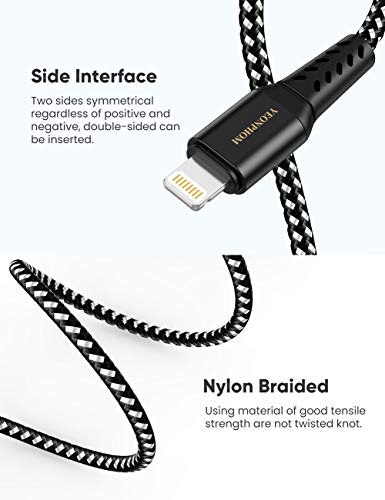 Side Interface
Two sides symmetrical
regardless of positive and
negative, double-sided can
be inserted.
YEONPHOM
Nylon Braided
Using material of good tensile
strength are not twisted knot.